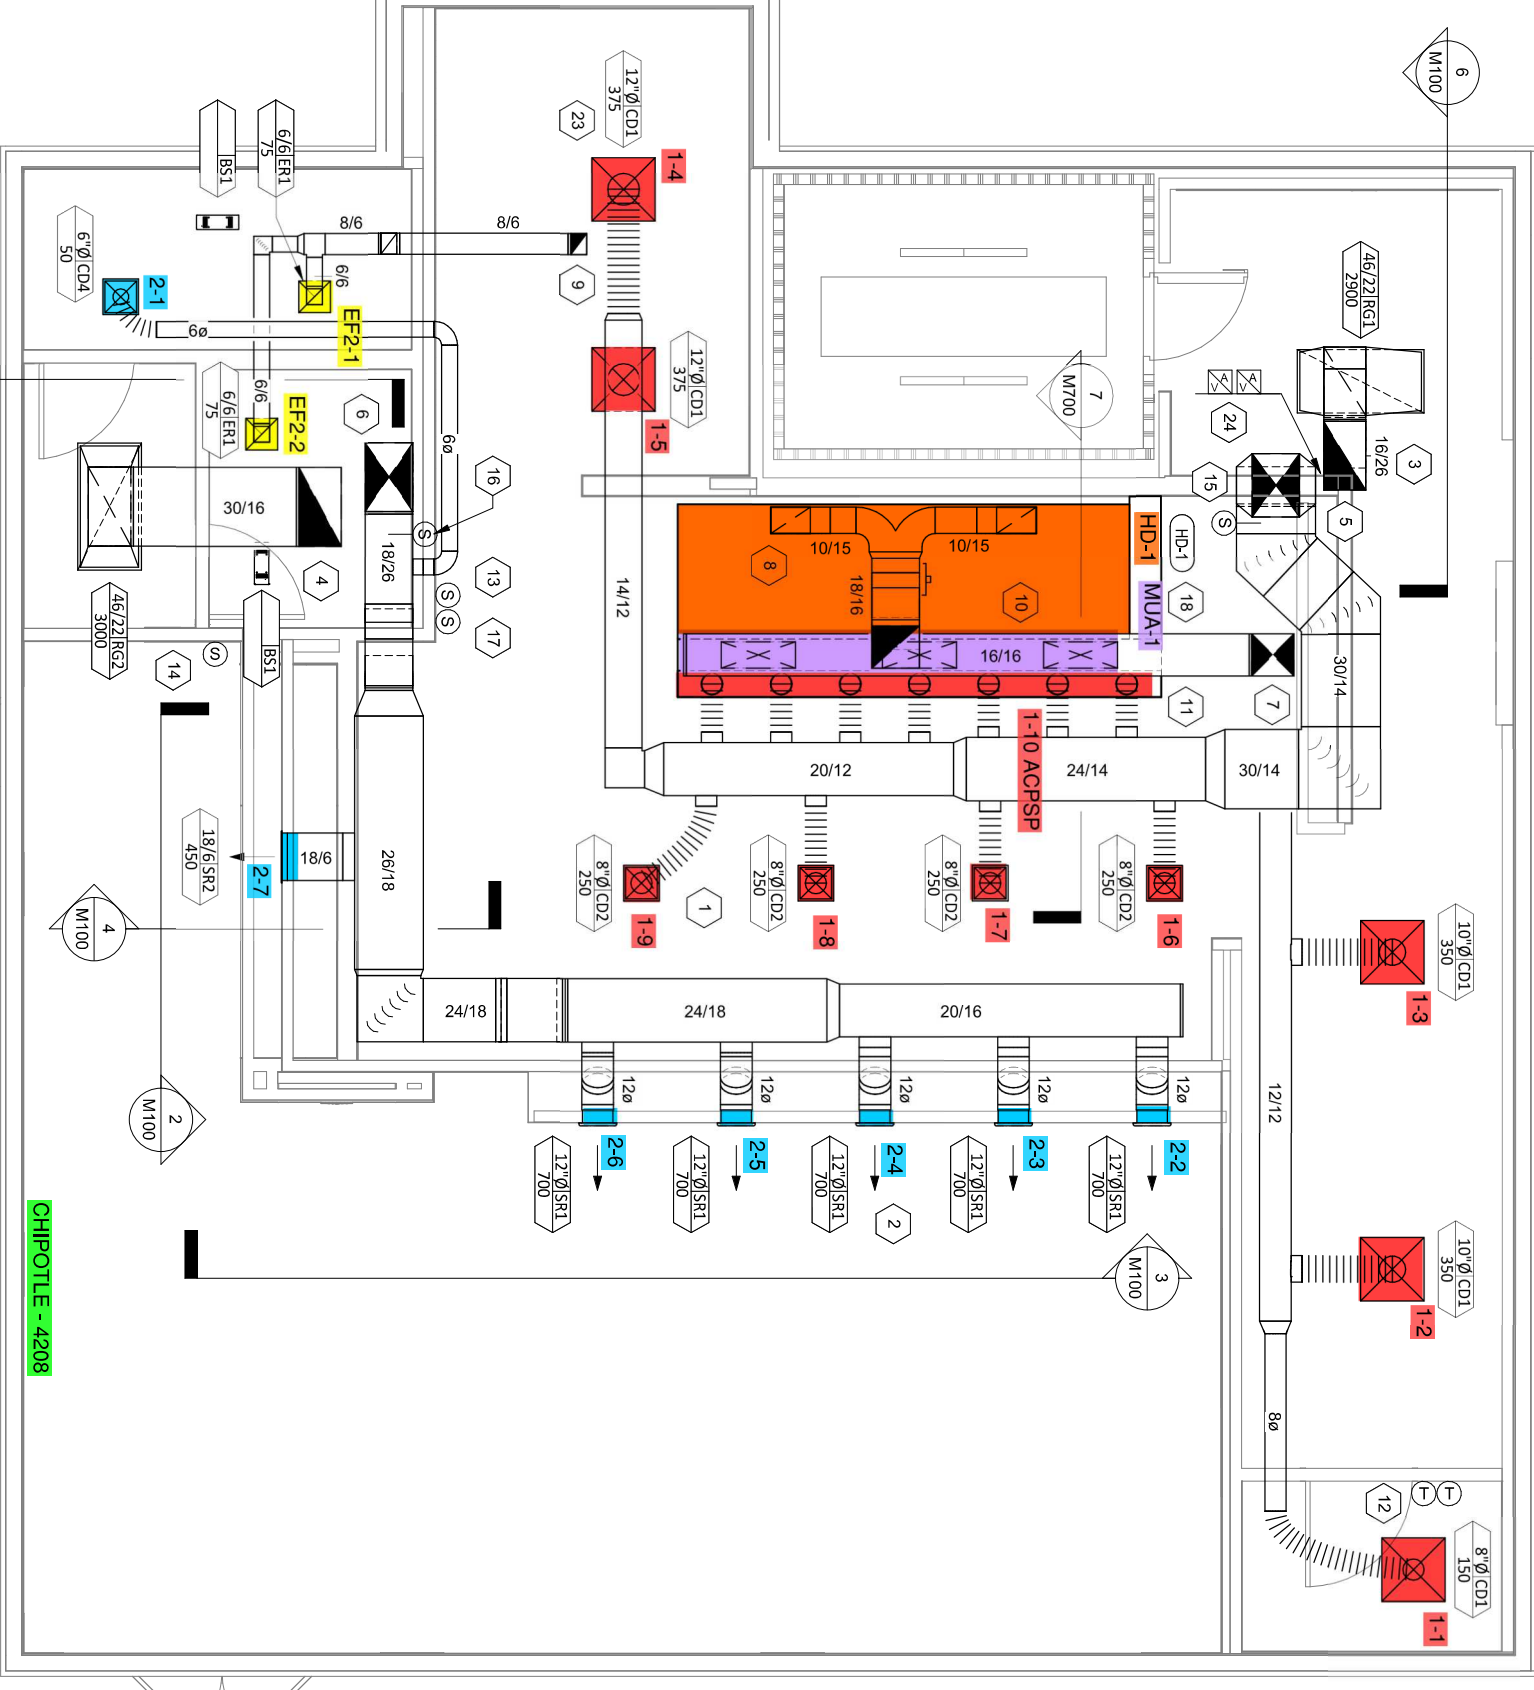 6
M100
12"Ø CD1
375
23
1-4
6/6 ER1
75
BS1
8/6
8/6
6"Ø CD4
50
2-1
6/6
9
46/22 RG1
2900
7
M700
A
V
A
V
24
3
16/26
EF2-1
6ø
12"Ø CD1
375
1-5
6/6 ER1
75
6/6
EF2-2
6
6ø
16
15
S
5
30/16
18/26
S
HD-1
HD-1
10/15
10/15
8
10
18/16
18
MUA-1
4
13
S
S
17
14/12
46/22 RG2
3000
BS1
S
14
16/16
30/14
11
7
1-10 ACPSP
20/12
24/14
30/14
18/6 SR2
450
2-7
18/6
26/18
8"Ø CD2
250
1-9
1
8"Ø CD2
250
1-8
8"Ø CD2
250
1-7
8"Ø CD2
250
1-6
4
M100
10"Ø CD1
350
1-3
24/18
24/18
20/16
12ø
12ø
12ø
12ø
12ø
12/12
2
M100
2-6
2-5
2-4
2-3
2-2
12"Ø SR1
700
12"Ø SR1
700
12"Ø SR1
700
12"Ø SR1
700
12"Ø SR1
700
2
3
M100
10"Ø CD1
350
1-2
CHIPOTLE - 4208
8ø
12
T
T
8"Ø CD1
150
1-1